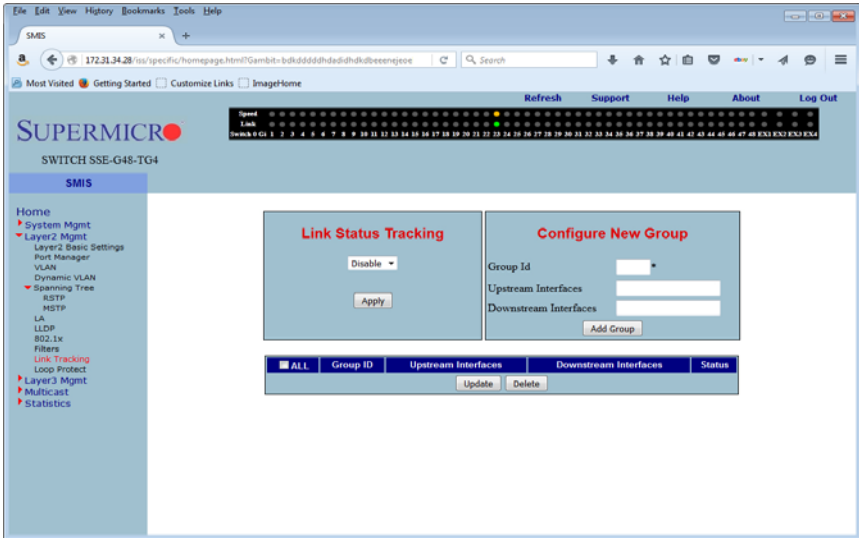 File Edit View History Bookmarks Tools Help
SMIS × +
172.31.34.28/iss/specific/homepage.html?Gambit=bdkdddddhdadidhdkdbeeenejeoe Search
Most Visited Getting Started Customize Links ImageHome
Refresh Support Help About Log Out
SUPERMICRO
SWITCH SSE-G48-TG4
Speed
Link
Switch 0 Gi 1 2 3 4 5 6 7 8 9 10 11 12 13 14 15 16 17 18 19 20 21 22 23 24 25 26 27 28 29 30 31 32 33 34 35 36 37 38 39 40 41 42 43 44 45 46 47 48 EX1 EX2 EX3 EX4
SMIS
Home
System Mgmt
Layer2 Mgmt
Layer2 Basic Settings
Port Manager
VLAN
Dynamic VLAN
Spanning Tree
RSTP
MSTP
LA
LLDP
802.1x
Filters
Link Tracking
Loop Protect
Layer3 Mgmt
Multicast
Statistics
Link Status Tracking
Disable
Apply
Configure New Group
Group Id *
Upstream Interfaces
Downstream Interfaces
Add Group
ALL Group ID Upstream Interfaces Downstream Interfaces Status
Update Delete